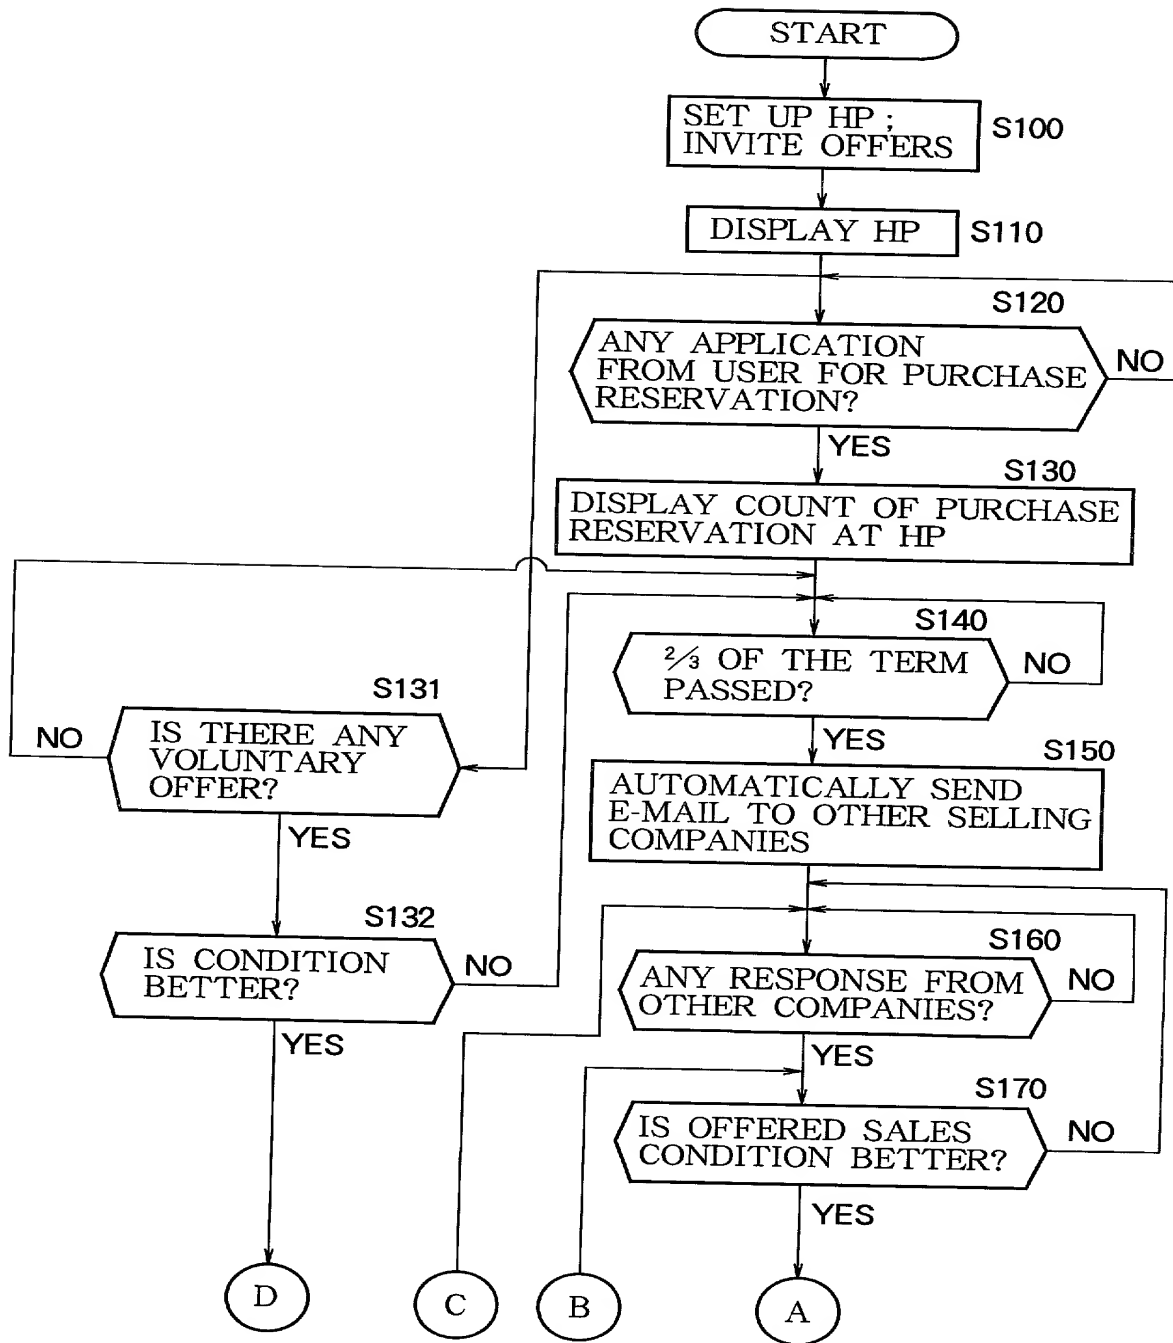 START
SET UP HP ;
INVITE OFFERS
S100
DISPLAY HP
S110
S120
ANY APPLICATION
FROM USER FOR PURCHASE
RESERVATION?
NO
YES
S130
DISPLAY COUNT OF PURCHASE
RESERVATION AT HP
S140
2/3 OF THE TERM
PASSED?
NO
YES
S131
NO
IS THERE ANY
VOLUNTARY
OFFER?
YES
S150
AUTOMATICALLY SEND
E-MAIL TO OTHER SELLING
COMPANIES
S132
IS CONDITION
BETTER?
NO
YES
S160
ANY RESPONSE FROM
OTHER COMPANIES?
NO
YES
S170
IS OFFERED SALES
CONDITION BETTER?
NO
YES
D
C
B
A